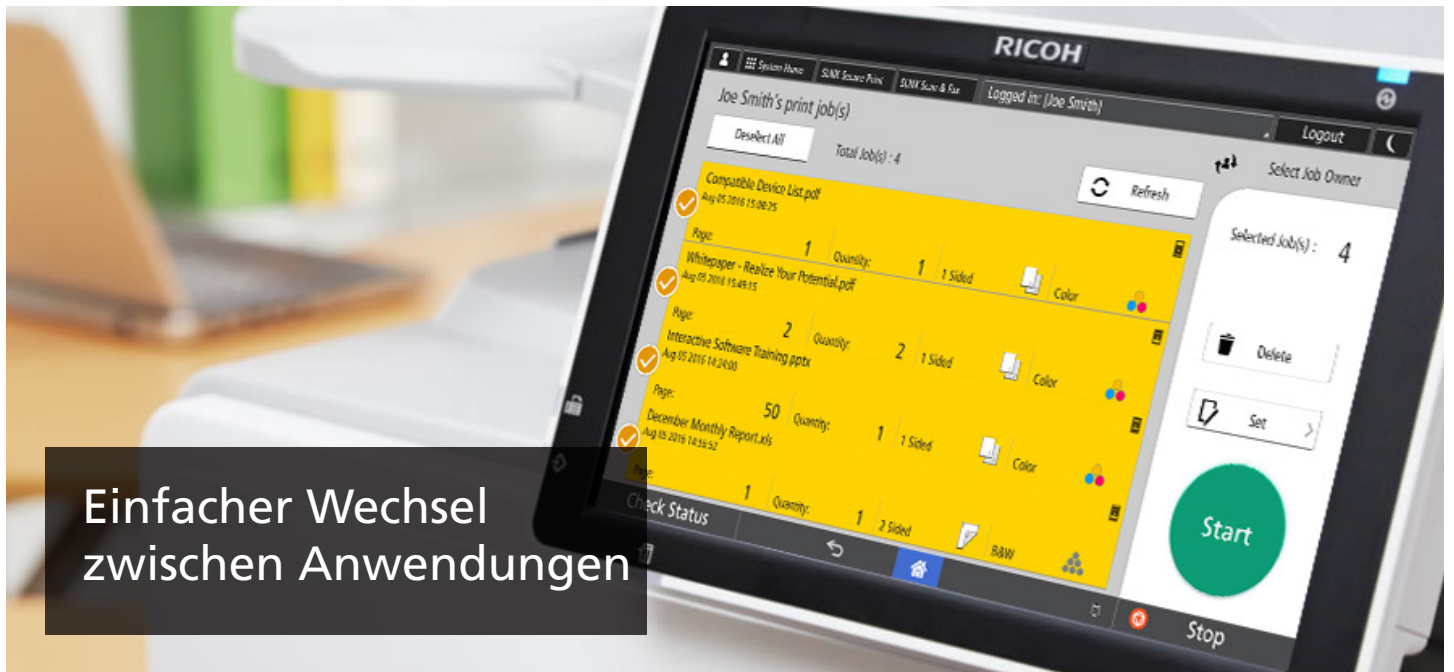 RICOH
System Home
SLNX Secure Print
SLNX Scan & Fax
Logged in: [Joe Smith]
Logout
Joe Smith's print job(s)
Select Job Owner
Deselect All
Total Job(s) : 4
Refresh
Compatible Device List.pdf
Aug 05 2016 15:08:25
Page: 1 Quantity: 1 1 Sided Color
Whitepaper - Realize Your Potential.pdf
Aug 05 2016 15:49:15
Page: 2 Quantity: 2 1 Sided Color
Interactive Software Training.pptx
Aug 05 2016 14:24:00
Page: 50 Quantity: 1 1 Sided Color
December Monthly Report.xls
Aug 05 2016 14:55:52
Page: 1 Quantity: 1 2 Sided B&W
Selected Job(s) : 4
Delete
Set
Start
Check Status
Stop
Einfacher Wechsel
zwischen Anwendungen